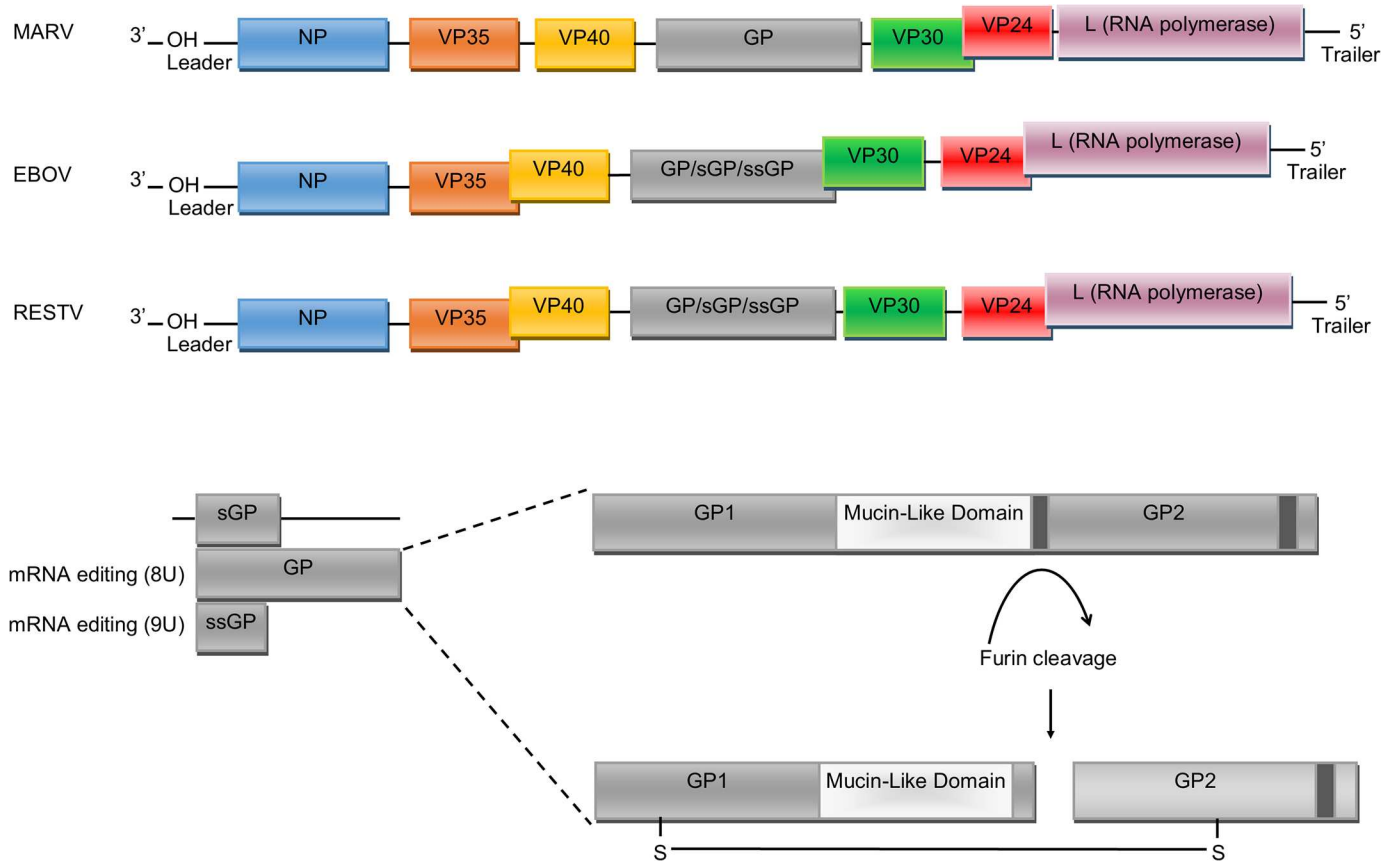 MARV 3’ OH NP VP35 VP40 GP VP30 VP24 L (RNA polymerase) 5’
Leader Trailer
EBOV 3’ OH NP VP35 VP40 GP/sGP/ssGP VP30 VP24 L (RNA polymerase) 5’
Leader Trailer
RESTV 3’ OH NP VP35 VP40 GP/sGP/ssGP VP30 VP24 L (RNA polymerase) 5’
Leader Trailer
sGP
mRNA editing (8U) GP
mRNA editing (9U) ssGP
GP1 Mucin-Like Domain GP2
Furin cleavage
GP1 Mucin-Like Domain GP2
S S